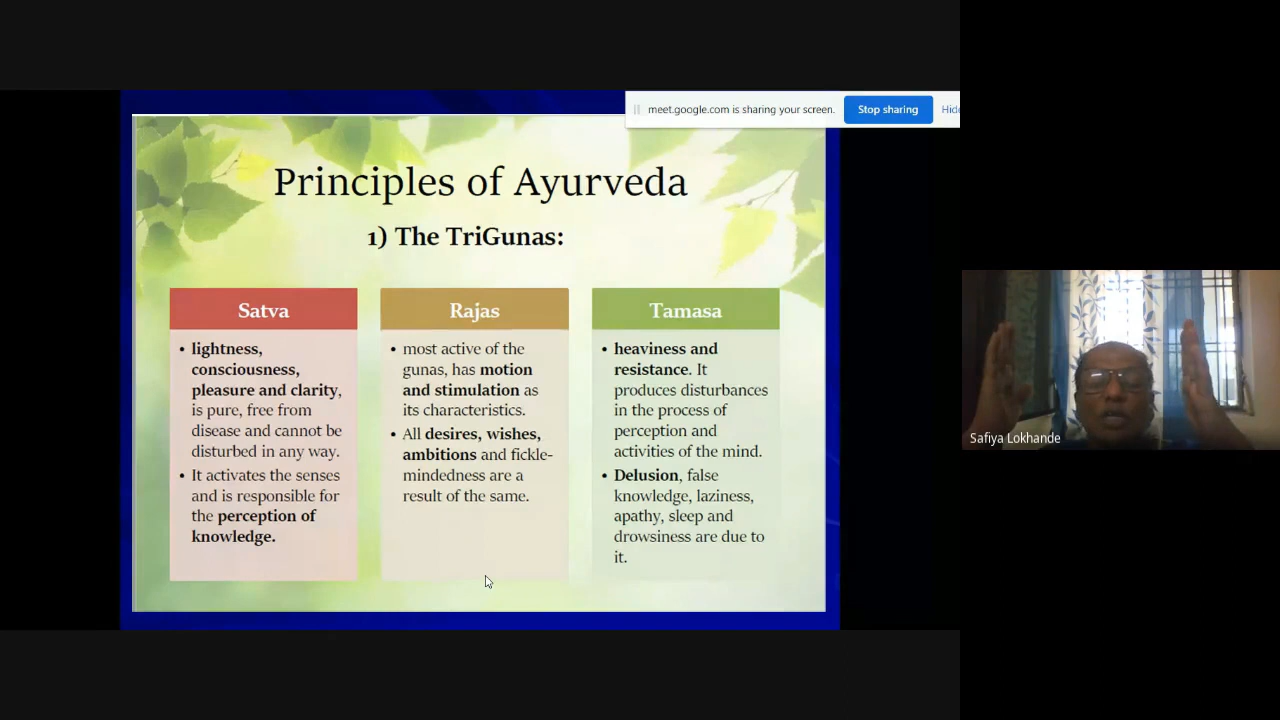 meet.google.com is sharing your screen.
Stop sharing
Principles of Ayurveda
1) The TriGunas:
Satva
• lightness,
consciousness,
pleasure and clarity,
is pure, free from
disease and cannot be
disturbed in any way.
• It activates the senses
and is responsible for
the perception of
knowledge.
Rajas
• most active of the
gunas, has motion
and stimulation as
its characteristics.
• All desires, wishes,
ambitions and fickle-
mindedness are a
result of the same.
Tamasa
• heaviness and
resistance. It
produces disturbances
in the process of
perception and
activities of the mind.
• Delusion, false
knowledge, laziness,
apathy, sleep and
drowsiness are due to
it.
Safiya Lokhande